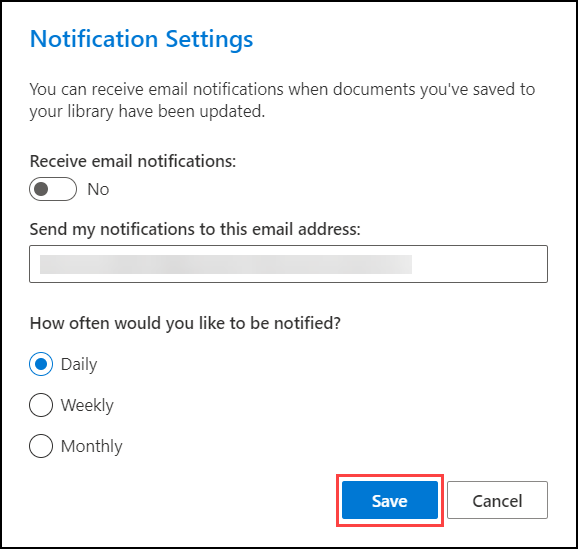 Notification Settings
You can receive email notifications when documents you've saved to
your library have been updated.
Receive email notifications:
No
Send my notifications to this email address:
How often would you like to be notified?
Daily
Weekly
Monthly
Save
Cancel